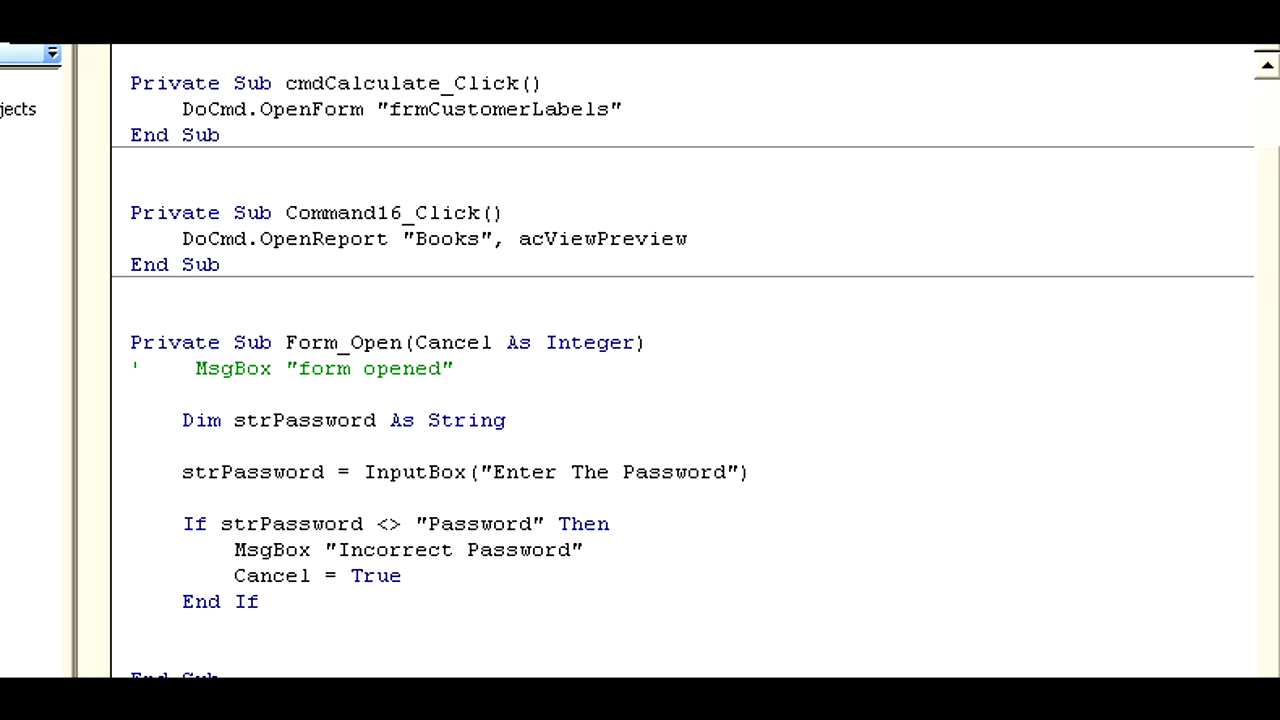 jects
Private Sub cmdCalculate_Click()
    DoCmd.OpenForm "frmCustomerLabels"
End Sub
Private Sub Command16_Click()
    DoCmd.OpenReport "Books", acViewPreview
End Sub
Private Sub Form_Open(Cancel As Integer)
'    MsgBox "form opened"
    Dim strPassword As String
    strPassword = InputBox("Enter The Password")
    If strPassword <> "Password" Then
        MsgBox "Incorrect Password"
        Cancel = True
    End If
End Sub